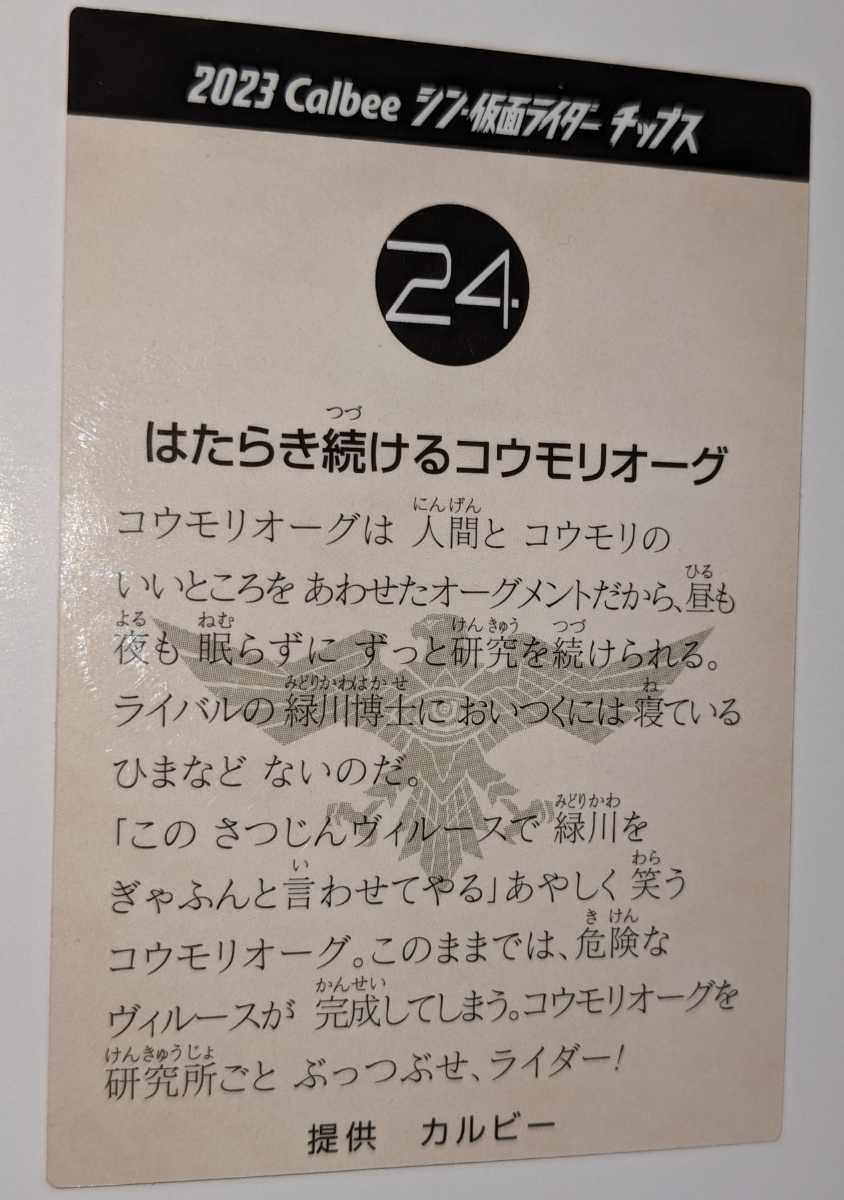 2023 Calbee シン・仮面ライダー チップス
24
はたらき続けるコウモリオーグ
コウモリオーグは 人間と コウモリの
いいところを あわせたオーグメントだから、昼も
夜も 眠らずに ずっと研究を続けられる。
ライバルの 緑川博士に おいつくには 寝ている
ひまなど ないのだ。
「この さつじんヴィルースで 緑川を
ぎゃふんと言わせてやる」あやしく 笑う
コウモリオーグ。このままでは、危険な
ヴィルースが 完成してしまう。コウモリオーグを
研究所ごと ぶっつぶせ、ライダー!
提供 カルビー